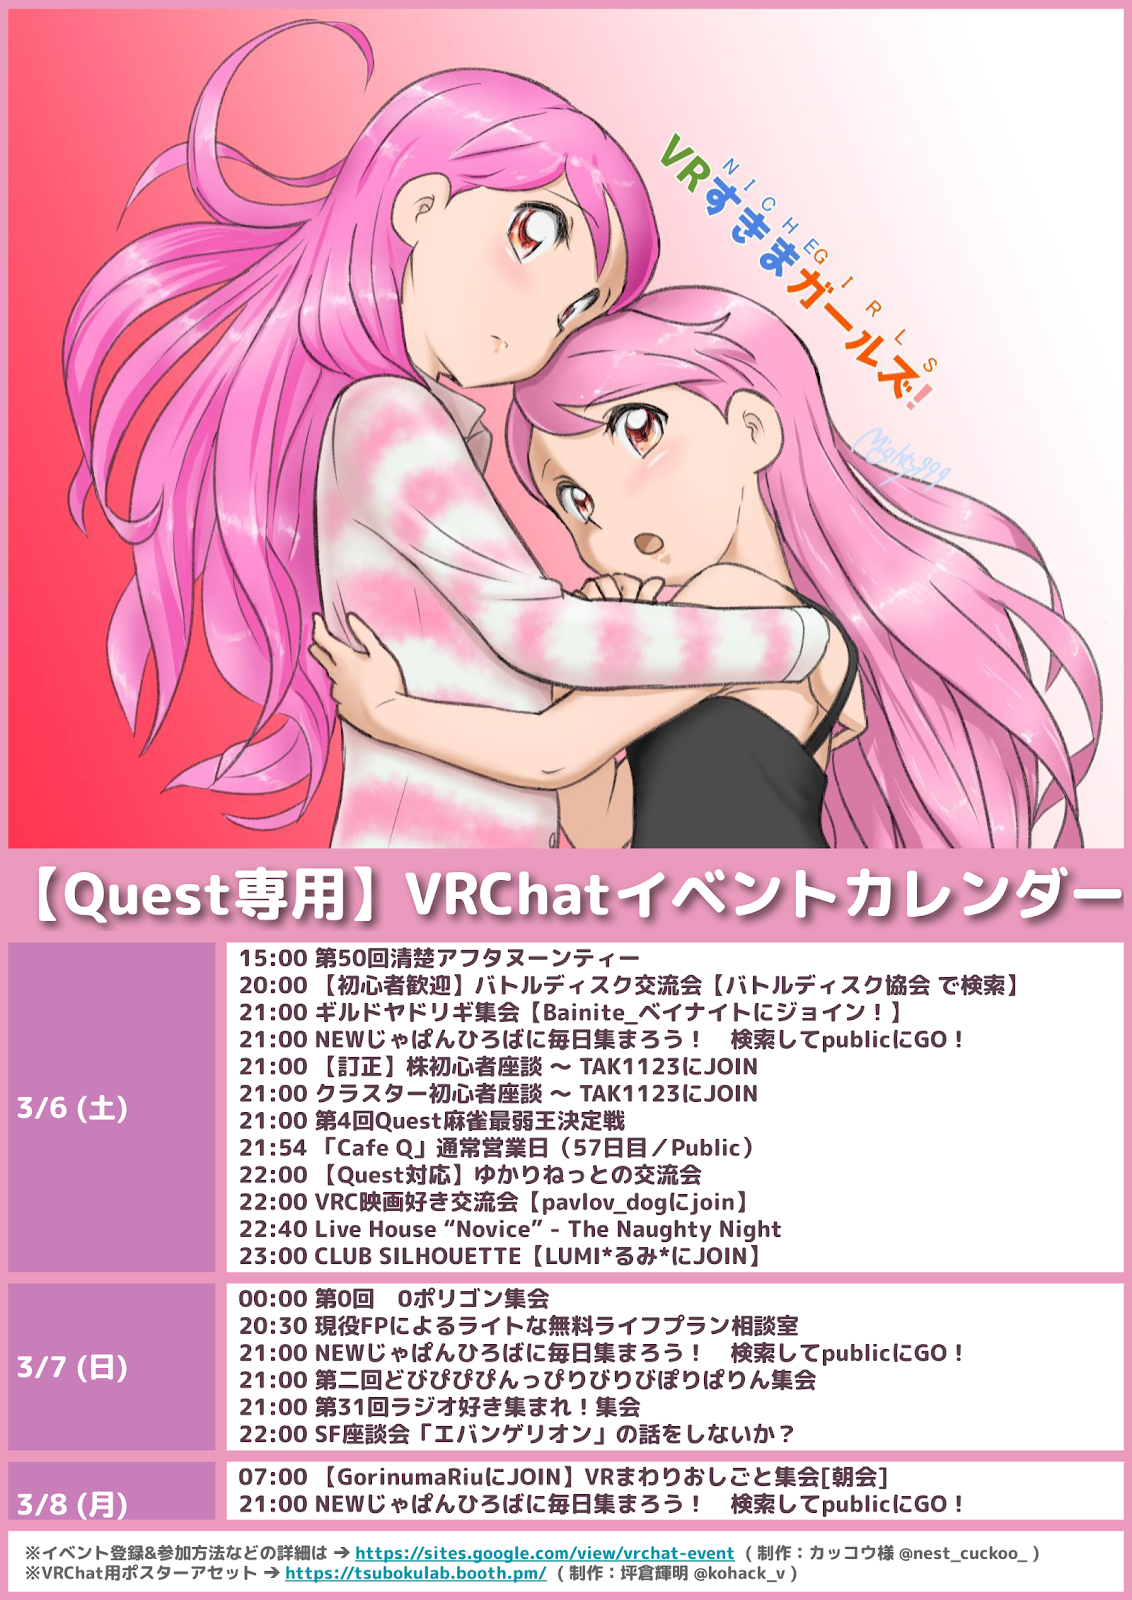 NICHE GIRLS
VRすきまガールズ!
Mighty999
【Quest専用】VRChatイベントカレンダー
3/6 (土)
15:00 第50回清楚アフタヌーンティー
20:00 【初心者歓迎】バトルディスク交流会【バトルディスク協会 で検索】
21:00 ギルドヤドリギ集会【Bainite_ベイナイトにジョイン！】
21:00 NEWじゃぱんひろばに毎日集まろう！　検索してpublicにGO！
21:00 【訂正】株初心者座談 ～ TAK1123にJOIN
21:00 クラスター初心者座談 ～ TAK1123にJOIN
21:00 第4回Quest麻雀最弱王決定戦
21:54 「Cafe Q」通常営業日（57日目／Public）
22:00 【Quest対応】ゆかりねっとの交流会
22:00 VRC映画好き交流会【pavlov_dogにjoin】
22:40 Live House “Novice” - The Naughty Night
23:00 CLUB SILHOUETTE【LUMI*るみ*にJOIN】
3/7 (日)
00:00 第0回　0ポリゴン集会
20:30 現役FPによるライトな無料ライフプラン相談室
21:00 NEWじゃぱんひろばに毎日集まろう！　検索してpublicにGO！
21:00 第二回どびぴぴぴんっぴりびりびぽりぱりん集会
21:00 第31回ラジオ好き集まれ！集会
22:00 SF座談会「エバンゲリオン」の話をしないか？
3/8 (月)
07:00 【GorinumaRiuにJOIN】VRまわりおしごと集会[朝会]
21:00 NEWじゃぱんひろばに毎日集まろう！　検索してpublicにGO！
※イベント登録&参加方法などの詳細は → https://sites.google.com/view/vrchat-event ( 制作：カッコウ様 @nest_cuckoo_ )
※VRChat用ポスターアセット → https://tsubokulab.booth.pm/ ( 制作：坪倉輝明 @kohack_v )